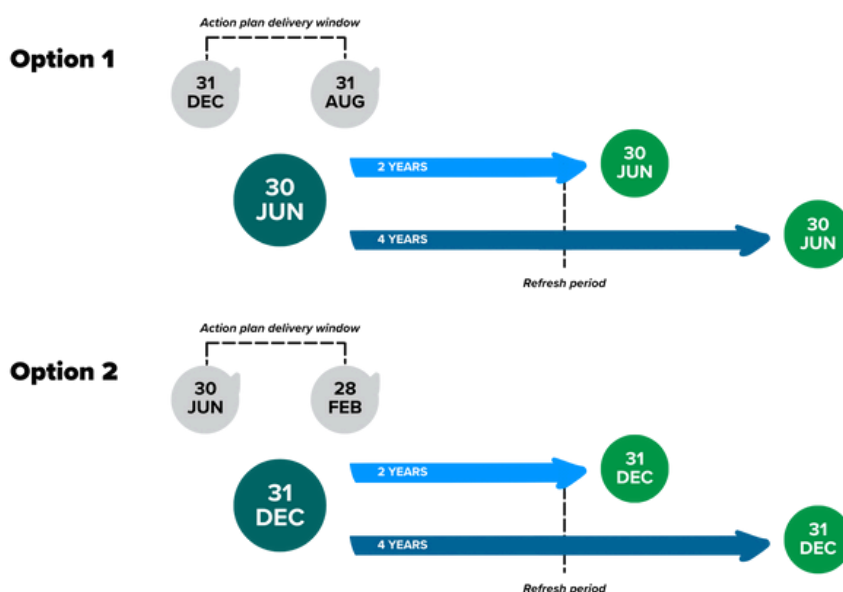 Action plan delivery window
Option 1
31
DEC
31
AUG
2 YEARS
30
JUN
30
JUN
4 YEARS
30
JUN
Refresh period
Action plan delivery window
Option 2
30
JUN
28
FEB
2 YEARS
31
DEC
31
DEC
4 YEARS
31
DEC
Refresh period